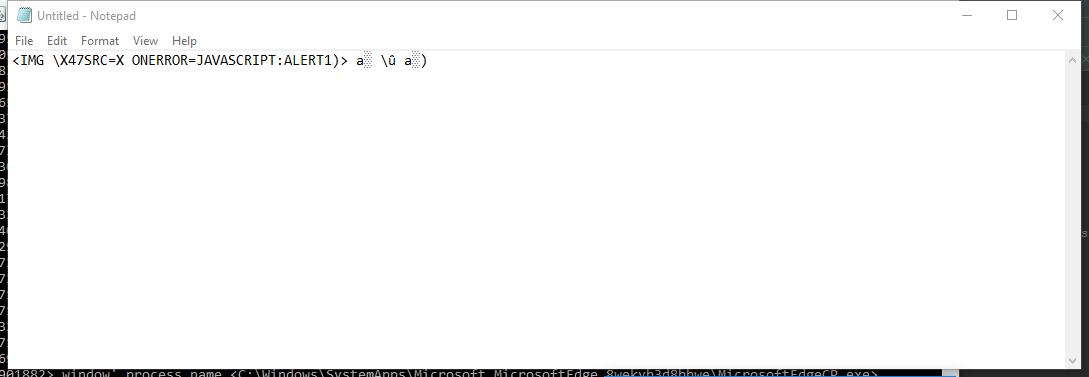 Untitled - Notepad
File Edit Format View Help
<IMG \X47SRC=X ONERROR=JAVASCRIPT:ALERT1)> a░ \û a░)
901882> window' process name <C:\Windows\SystemApps\Microsoft.MicrosoftEdge_8wekyb3d8bbwe\MicrosoftEdgeCP.exe>